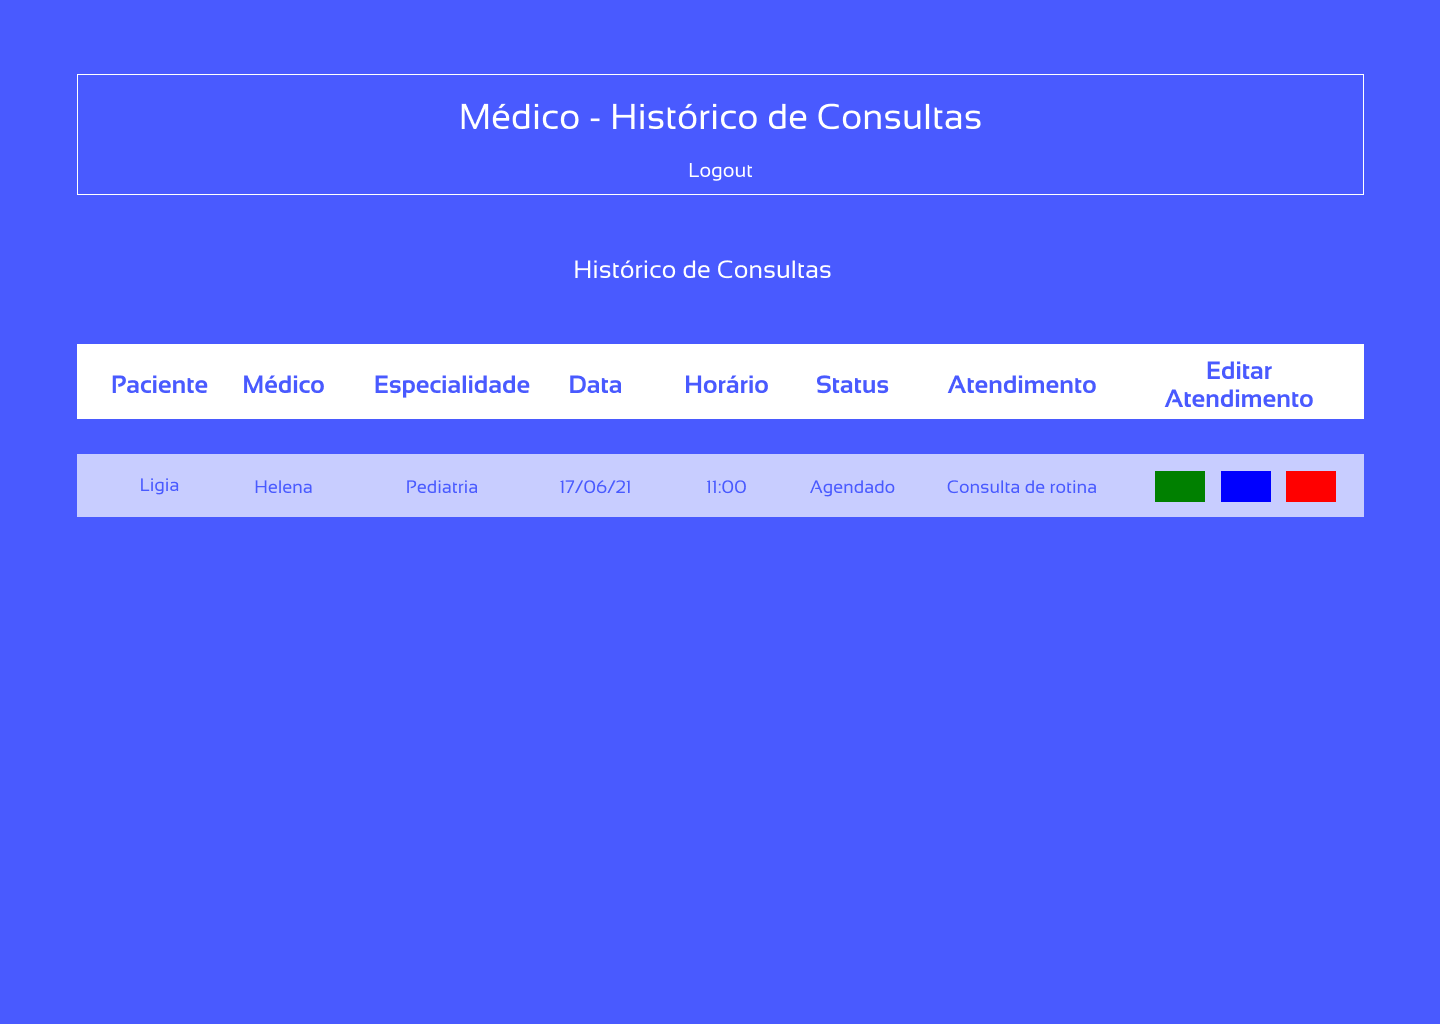 Médico - Histórico de Consultas
Logout
Histórico de Consultas
Paciente Médico Especialidade Data Horário Status Atendimento Editar
Atendimento
Ligia Helena Pediatria 17/06/21 11:00 Agendado Consulta de rotina